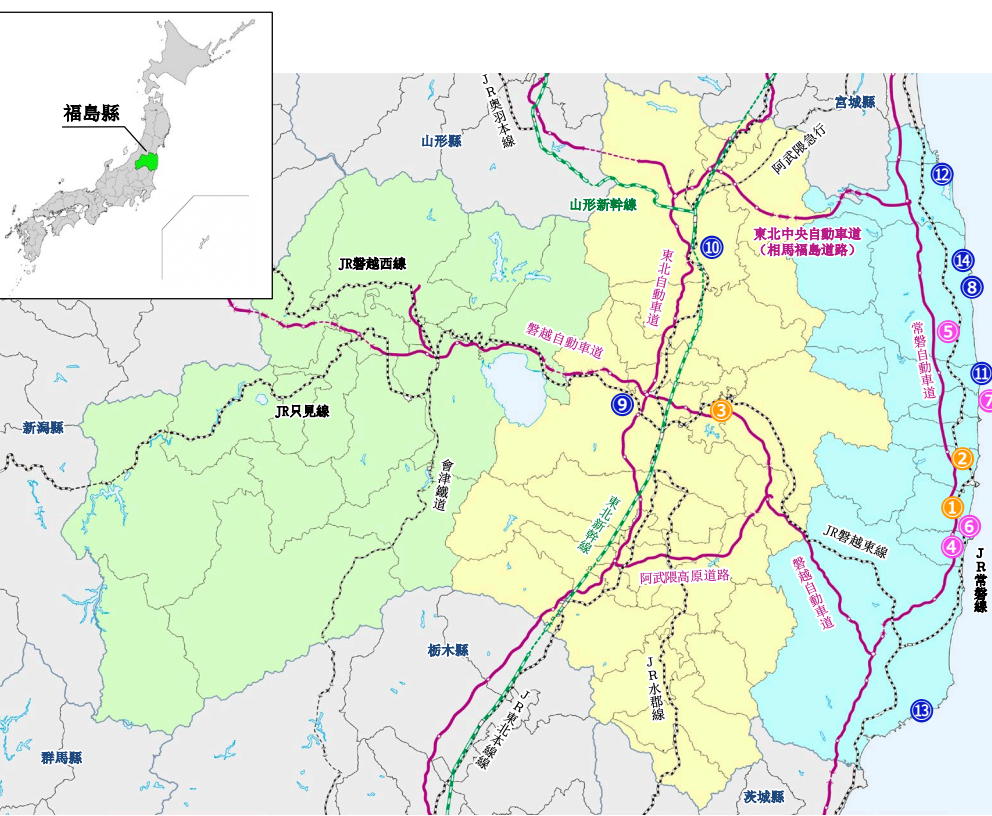 福島縣
宮城縣
JR奥羽本線
山形縣
阿武隈急行
⑫
山形新幹線
東北中央自動車道
（相馬福島道路）
⑩
⑭
JR磐越西線
東北自動車道
⑧
常磐自動車道
⑤
磐越自動車道
⑪
⑦
JR只見線
⑨
③
新潟縣
②
會津鐵道
①
東北新幹線
⑥
JR磐越東線
④
JR常磐線
阿武隈高原道路
磐越自動車道
栃木縣
JR水郡線
JR東北本線線
⑬
群馬縣
茨城縣